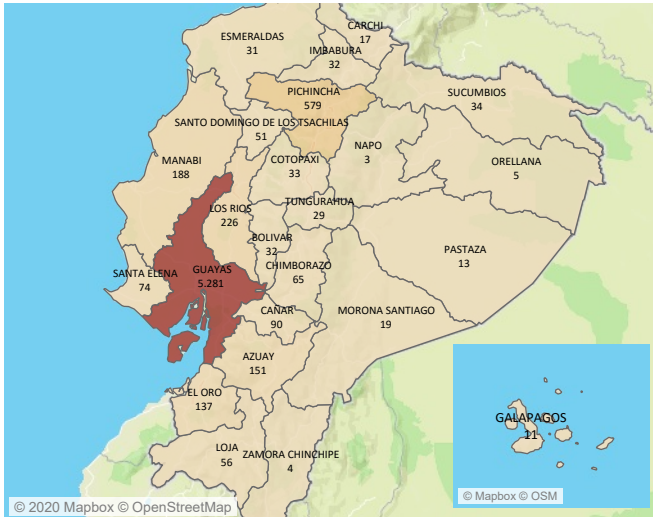 CARCHI
17
ESMERALDAS
31
IMBABURA
32
PICHINCHA
579
SUCUMBIOS
34
SANTO DOMINGO DE LOS TSACHILAS
51
NAPO
3
MANABI
188
COTOPAXI
33
ORELLANA
5
TUNGURAHUA
29
LOS RIOS
226
BOLIVAR
32
PASTAZA
13
CHIMBORAZO
65
SANTA ELENA
74
GUAYAS
5.281
CAÑAR
90
MORONA SANTIAGO
19
AZUAY
151
EL ORO
137
GALAPAGOS
11
LOJA
56
ZAMORA CHINCHIPE
4
© Mapbox © OSM
© 2020 Mapbox © OpenStreetMap